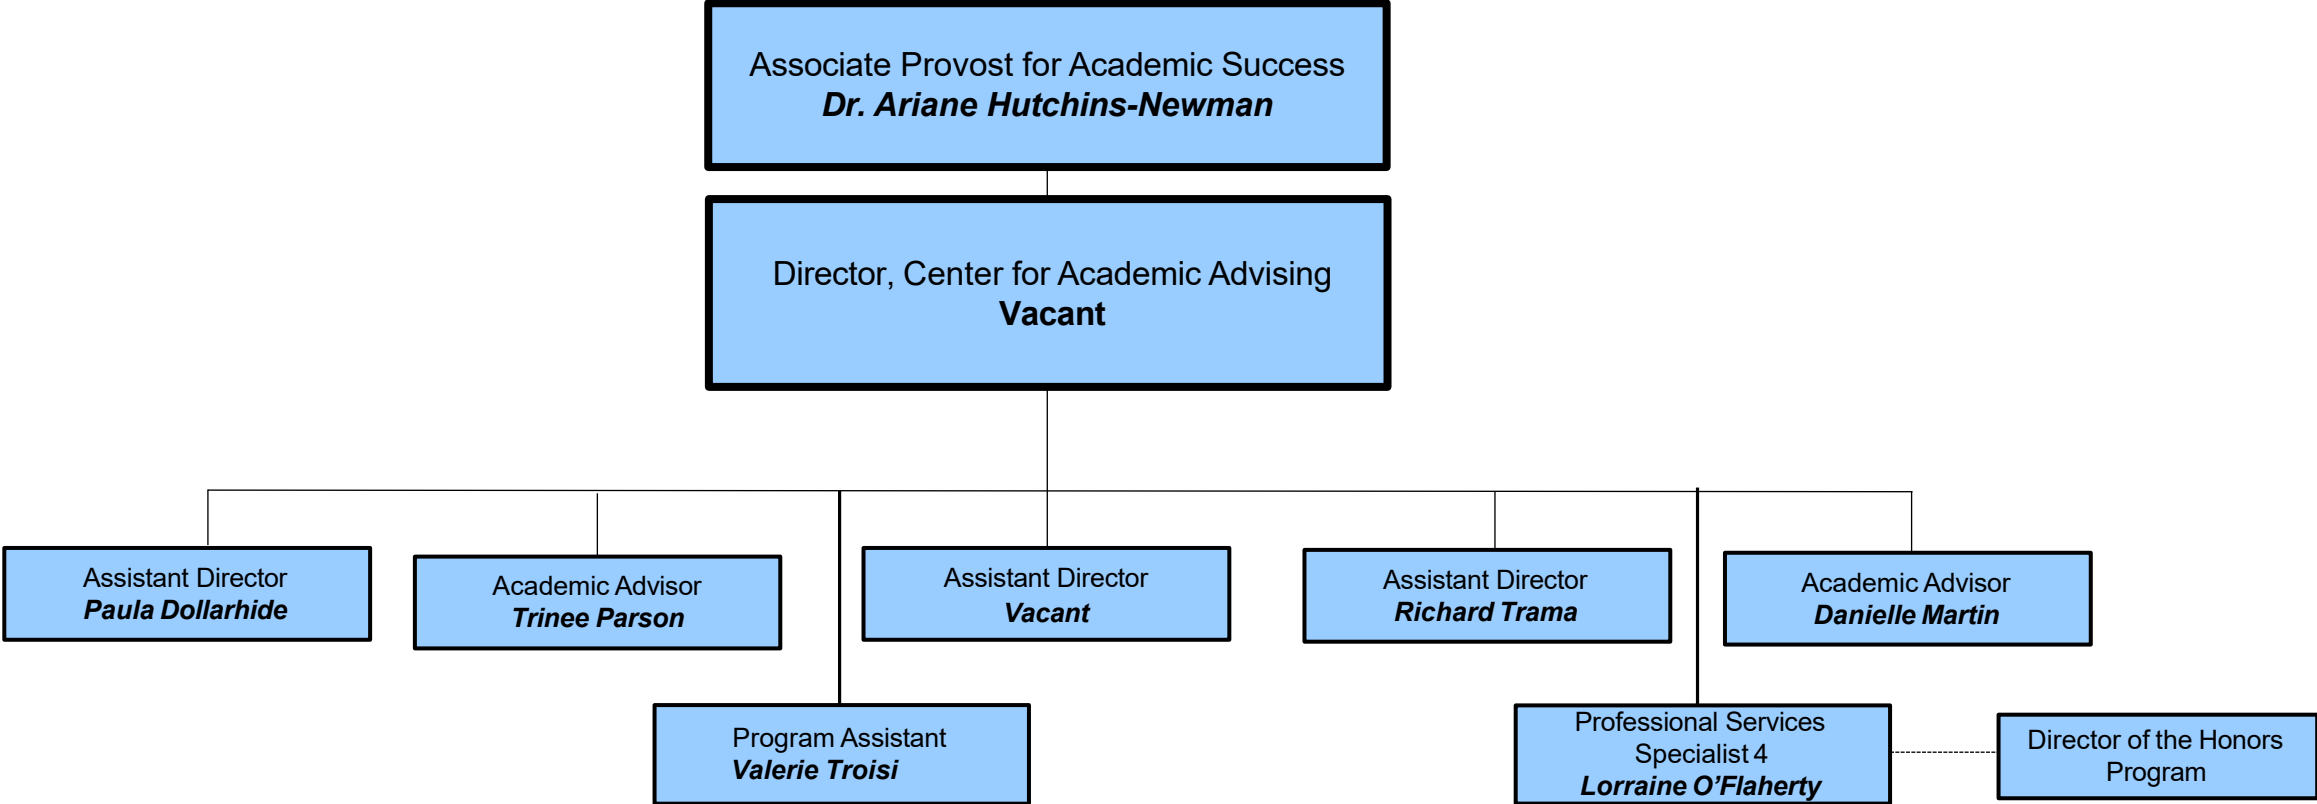 Associate Provost for Academic Success
Dr. Ariane Hutchins-Newman
Director, Center for Academic Advising
Vacant
Assistant Director
Paula Dollarhide
Academic Advisor
Trinee Parson
Assistant Director
Vacant
Assistant Director
Richard Trama
Academic Advisor
Danielle Martin
Program Assistant
Valerie Troisi
Professional Services
Specialist 4
Lorraine O’Flaherty
Director of the Honors
Program